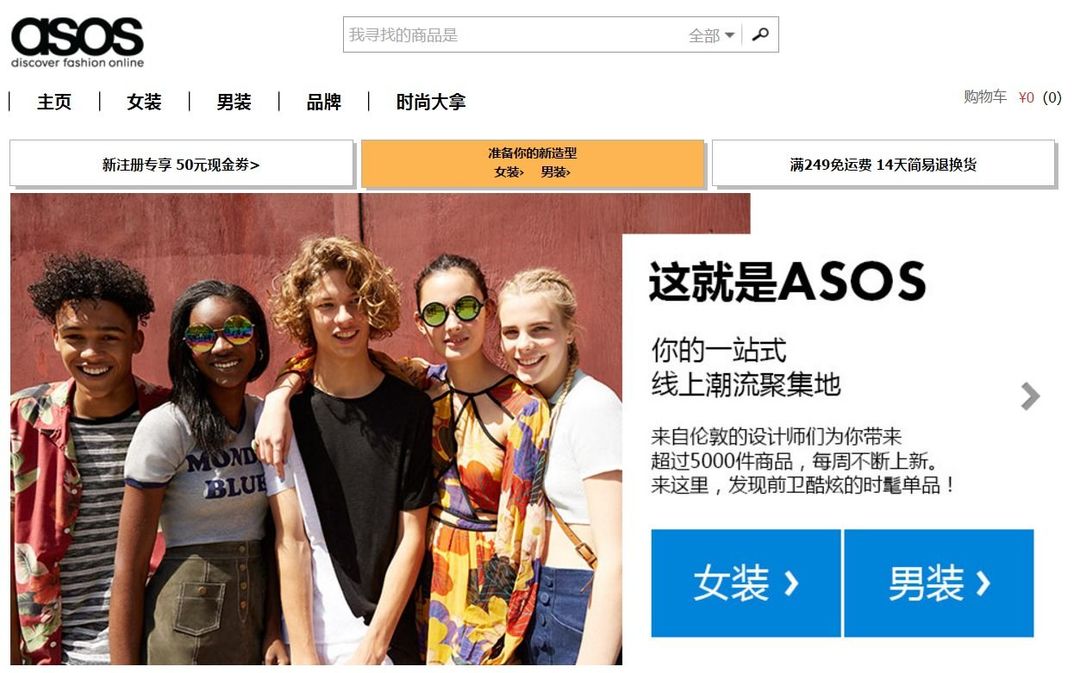 asos
discover fashion online
我寻找的商品是 全部
主页 女装 男装 品牌 时尚大拿
购物车 ¥0 (0)
新注册专享 50元现金劵>
准备你的新造型
女装› 男装›
满249免运费 14天简易退换货
MOND
BLUE
这就是ASOS
你的一站式
线上潮流聚集地
来自伦敦的设计师们为你带来
超过5000件商品，每周不断上新。
来这里，发现前卫酷炫的时髦单品！
女装 › 男装 ›